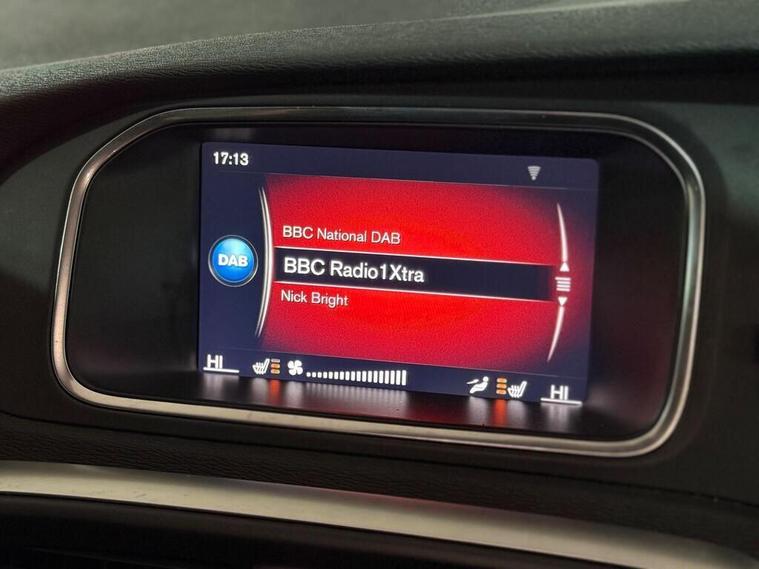 17:13
BBC National DAB
DAB
BBC Radio1Xtra
Nick Bright
HI
HI